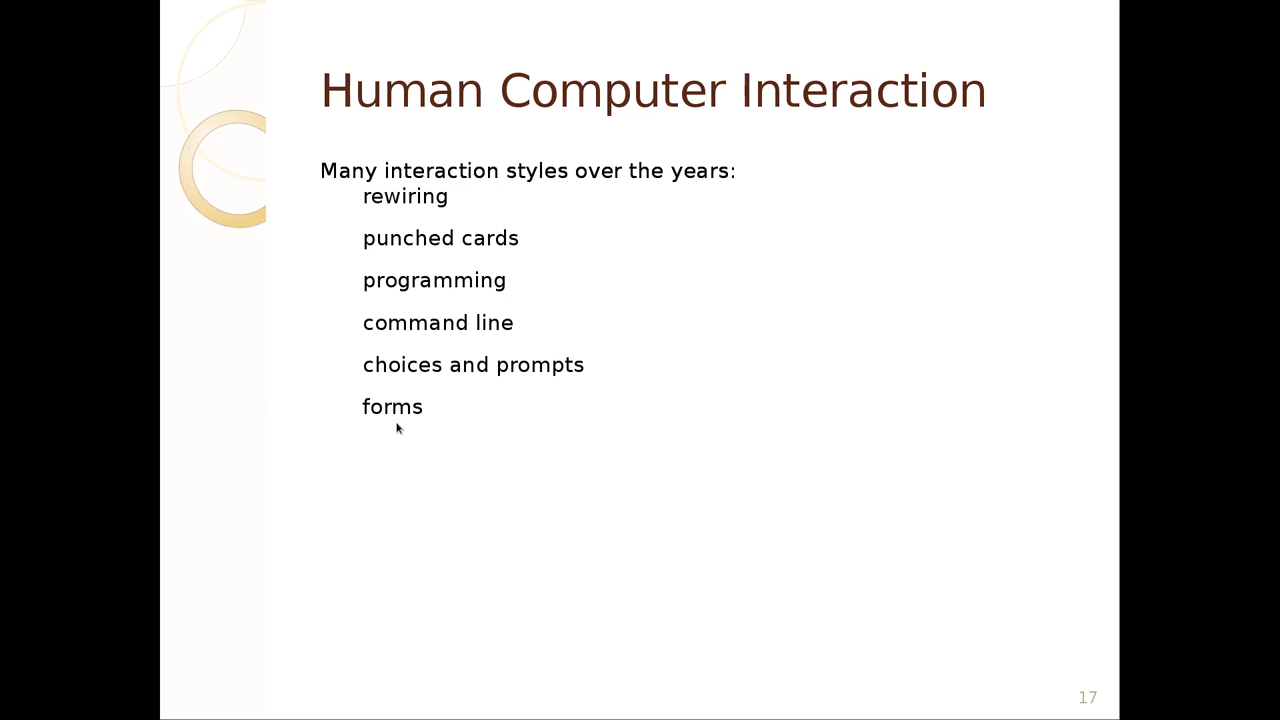 Human Computer Interaction
Many interaction styles over the years:
rewiring
punched cards
programming
command line
choices and prompts
forms
17